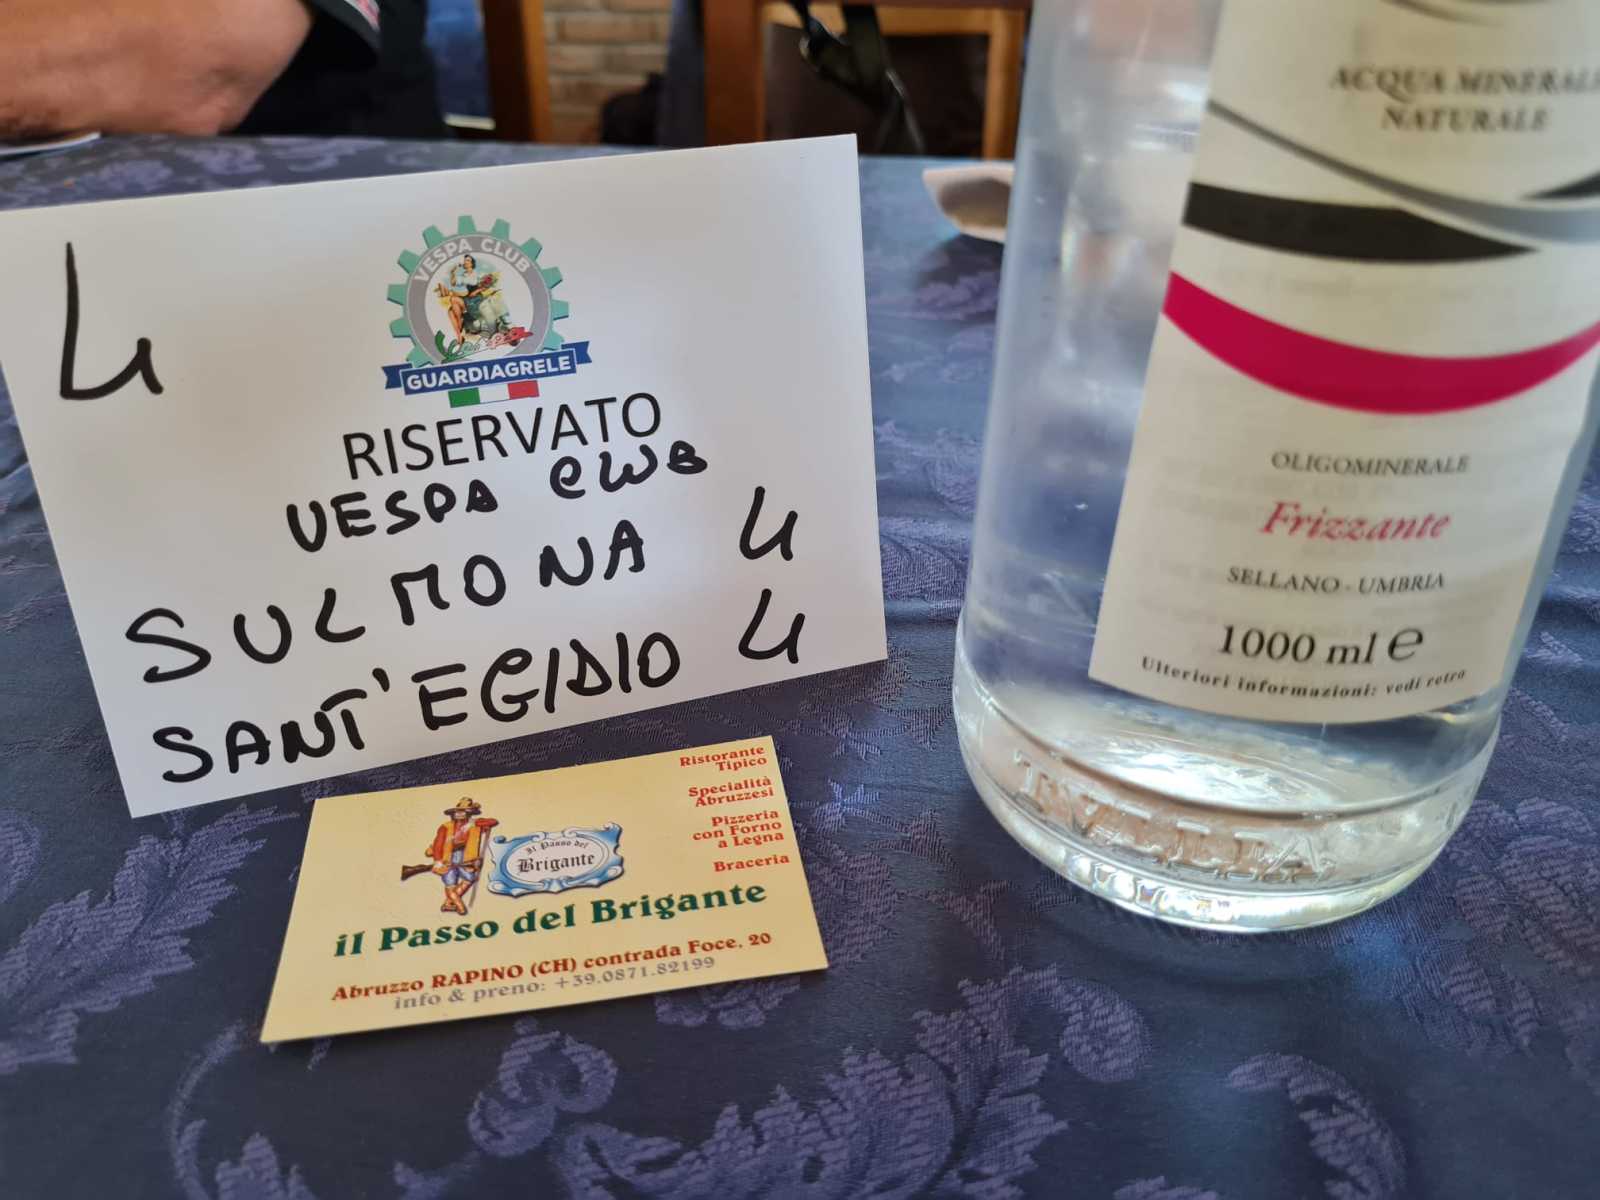 4
VESPA CLUB
GUARDIAGRELE
RISERVATO
VESPA CLUB
SULMONA 4
SANT'EGIDIO 4
Ristorante
Tipico
Specialità
Abruzzesi
Pizzeria
con Forno
a Legna
Braceria
Il Passo del
Brigante
il Passo del Brigante
Abruzzo RAPINO (CH) contrada Foce, 20
info & preno: +39.0871.82199
ACQUA MINERALE
NATURALE
OLIGOMINERALE
Frizzante
SELLANO - UMBRIA
1000 ml e
Ulteriori informazioni: vedi retro
TVLLIA